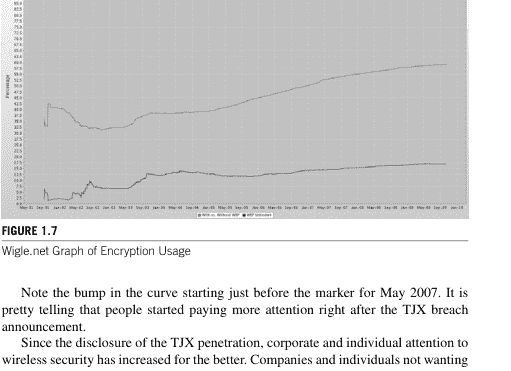 Percentage
FIGURE 1.7
Wigle.net Graph of Encryption Usage
Note the bump in the curve starting just before the marker for May 2007. It is
pretty telling that people started paying more attention right after the TJX breach
announcement.
Since the disclosure of the TJX penetration, corporate and individual attention to
wireless security has increased for the better. Companies and individuals not wanting